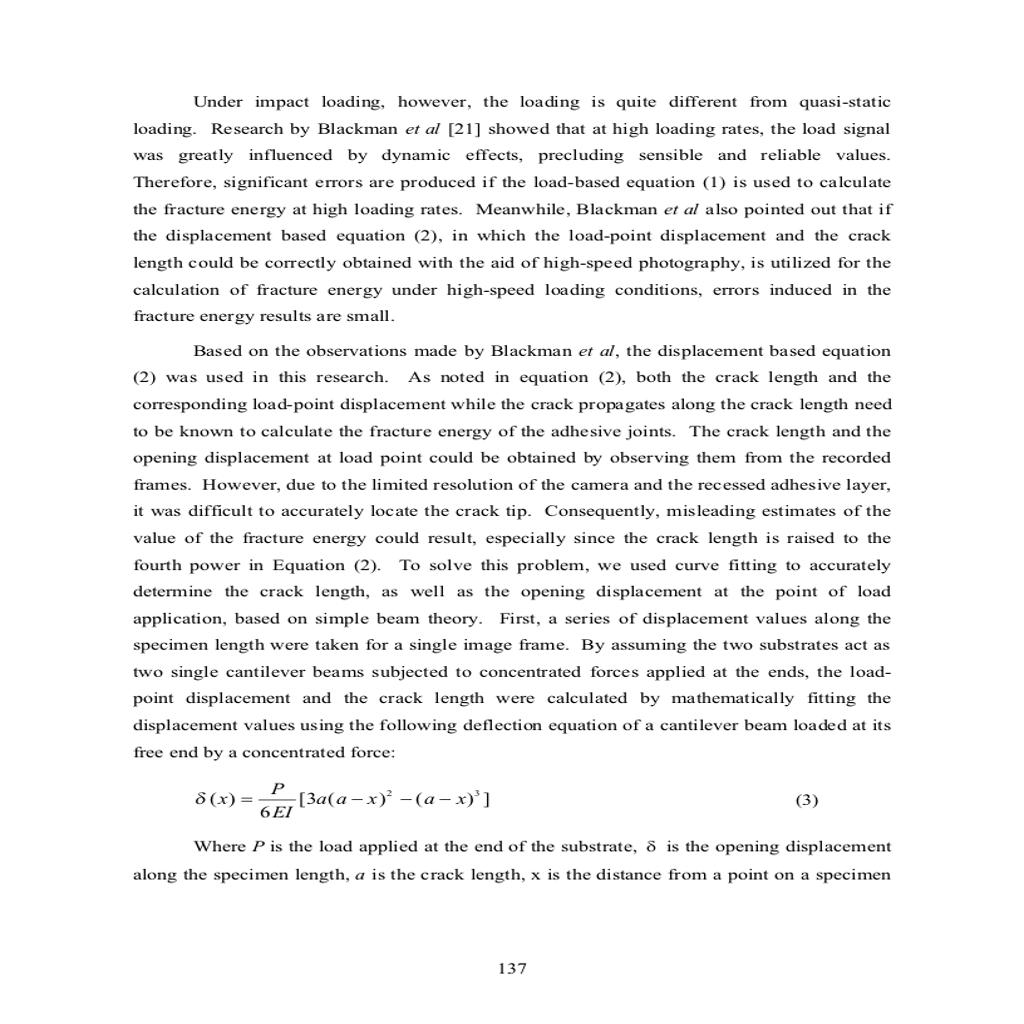 Under impact loading, however, the loading is quite different from quasi-static
loading. Research by Blackman et al [21] showed that at high loading rates, the load signal
was greatly influenced by dynamic effects, precluding sensible and reliable values.
Therefore, significant errors are produced if the load-based equation (1) is used to calculate
the fracture energy at high loading rates. Meanwhile, Blackman et al also pointed out that if
the displacement based equation (2), in which the load-point displacement and the crack
length could be correctly obtained with the aid of high-speed photography, is utilized for the
calculation of fracture energy under high-speed loading conditions, errors induced in the
fracture energy results are small.
Based on the observations made by Blackman et al, the displacement based equation
(2) was used in this research. As noted in equation (2), both the crack length and the
corresponding load-point displacement while the crack propagates along the crack length need
to be known to calculate the fracture energy of the adhesive joints. The crack length and the
opening displacement at load point could be obtained by observing them from the recorded
frames. However, due to the limited resolution of the camera and the recessed adhesive layer,
it was difficult to accurately locate the crack tip. Consequently, misleading estimates of the
value of the fracture energy could result, especially since the crack length is raised to the
fourth power in Equation (2). To solve this problem, we used curve fitting to accurately
determine the crack length, as well as the opening displacement at the point of load
application, based on simple beam theory. First, a series of displacement values along the
specimen length were taken for a single image frame. By assuming the two substrates act as
two single cantilever beams subjected to concentrated forces applied at the ends, the load-
point displacement and the crack length were calculated by mathematically fitting the
displacement values using the following deflection equation of a cantilever beam loaded at its
free end by a concentrated force:
δ(x) = P/6EI [3a(a − x)² − (a − x)³] (3)
Where P is the load applied at the end of the substrate, δ is the opening displacement
along the specimen length, a is the crack length, x is the distance from a point on a specimen
137